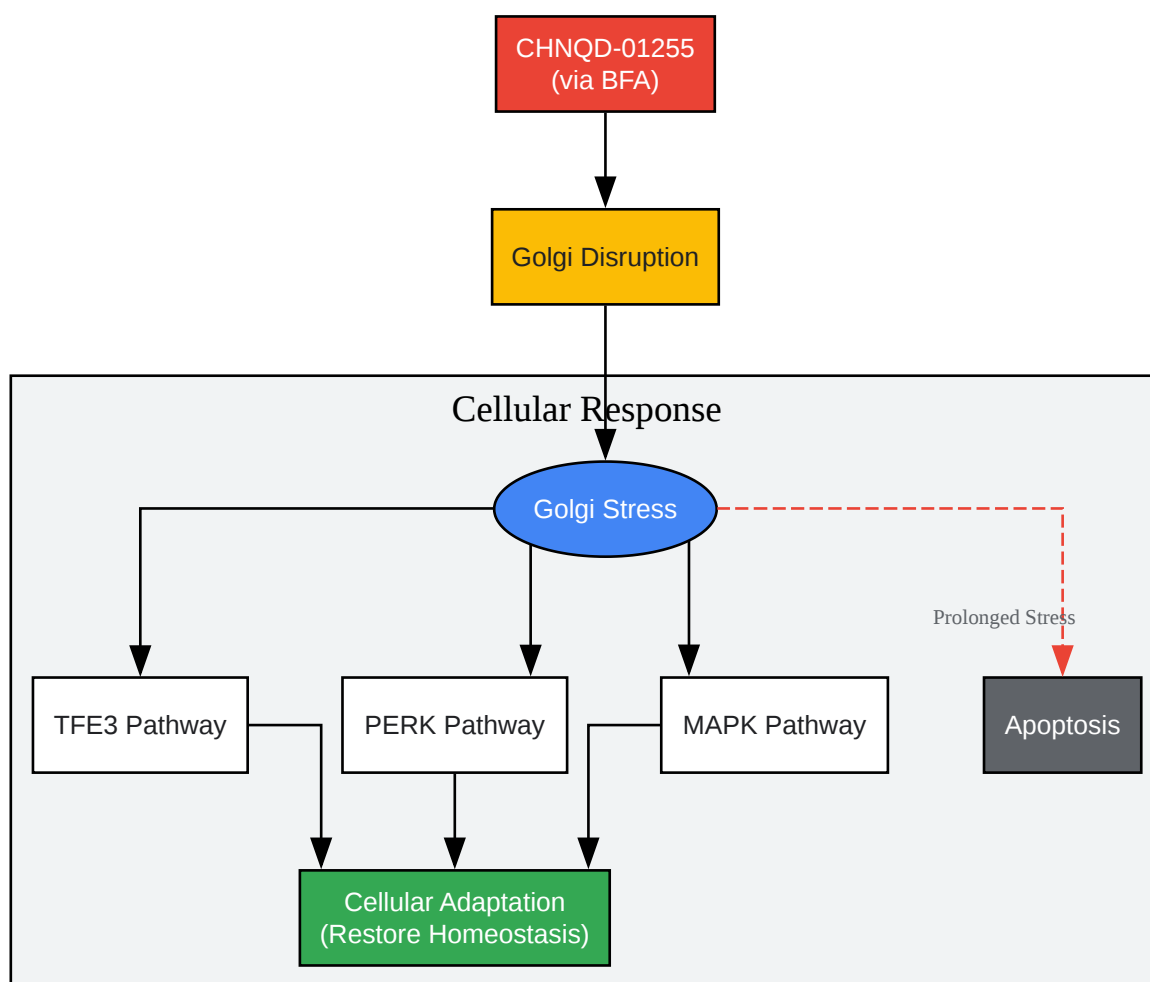 CHNQD-01255
(via BFA)
Golgi Disruption
Cellular Response
Golgi Stress
Prolonged Stress
TFE3 Pathway
PERK Pathway
MAPK Pathway
Apoptosis
Cellular Adaptation
(Restore Homeostasis)